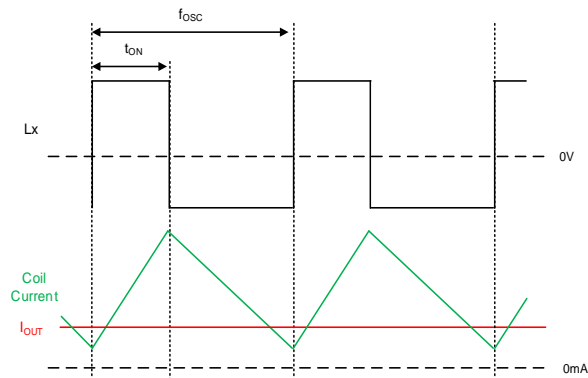 fOSC
tON
Lx
0V
Coil
Current
IOUT
0mA